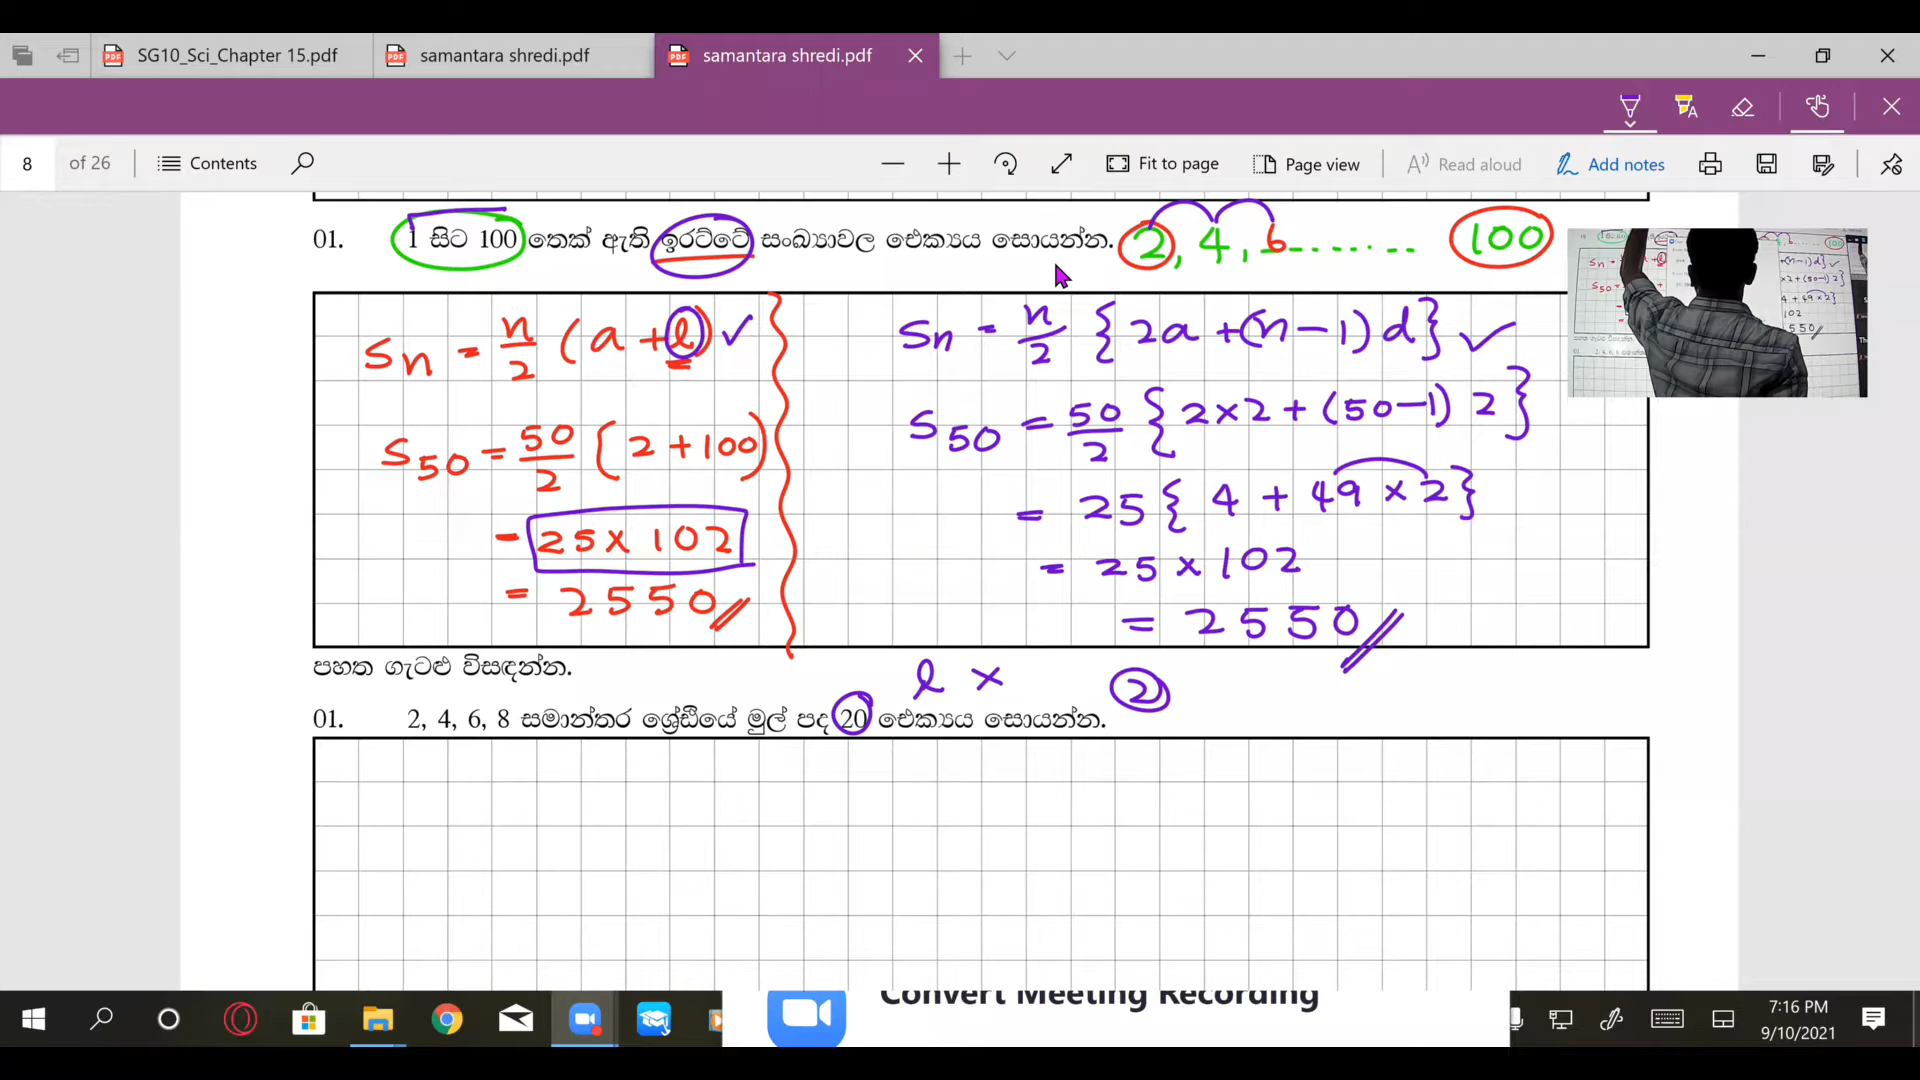 SG10_Sci_Chapter 15.pdf samantara shredi.pdf samantara shredi.pdf
8 of 26 Contents Fit to page Page view Read aloud Add notes
01. 1 සිට 100 තෙක් ඇති ඉරට්ටේ සංඛ්‍යාවල ඓක්‍යය සොයන්න. 2, 4, 6........ 100
Sn = n/2 (a + l) ✓
S50 = 50/2 (2 + 100)
= 25 x 102
= 2550
Sn = n/2 {2a + (n - 1) d} ✓
S50 = 50/2 {2 x 2 + (50 - 1) 2}
= 25 { 4 + 49 x 2}
= 25 x 102
= 2550
පහත ගැටළු විසඳන්න.
l x 2
01. 2, 4, 6, 8 සමාන්තර ශ්‍රේඪියේ මුල් පද 20 ඓක්‍යය සොයන්න.
Convert Meeting Recording
7:16 PM
9/10/2021